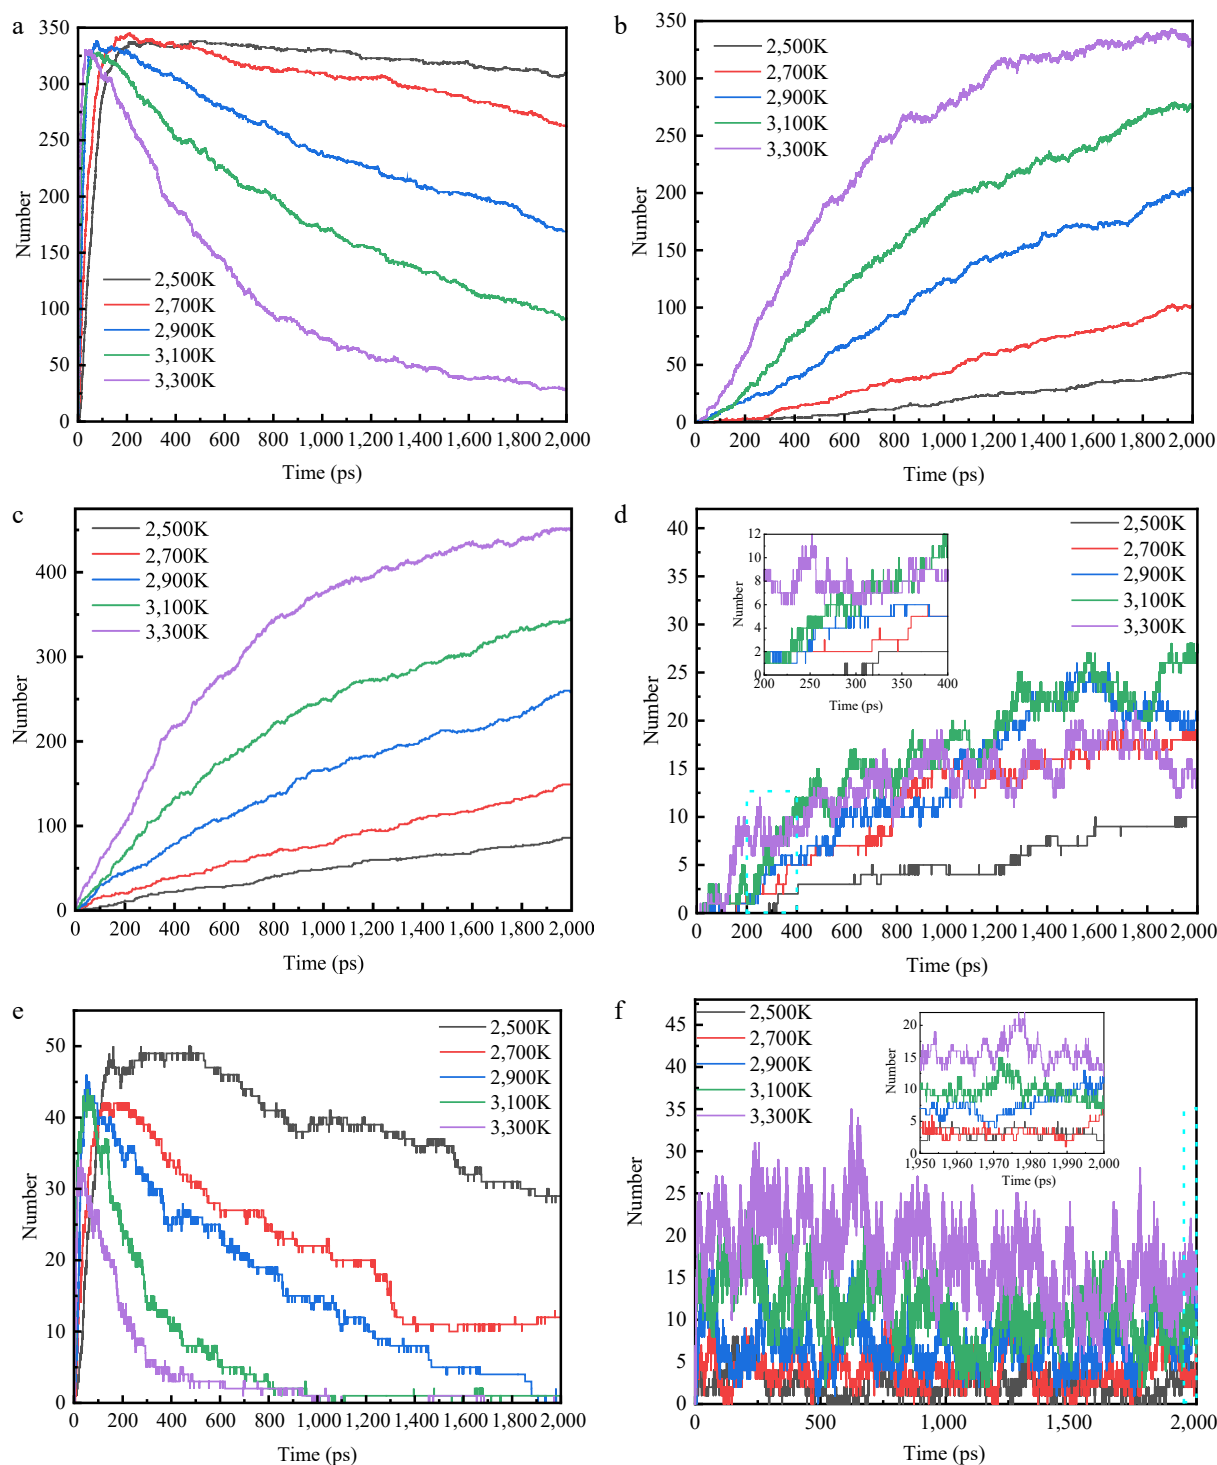 a
350
300
250
200
150
100
50
0
Number
2,500K
2,700K
2,900K
3,100K
3,300K
0 200 400 600 800 1,000 1,200 1,400 1,600 1,800 2,000
Time (ps)
b
350
300
250
200
150
100
50
0
Number
2,500K
2,700K
2,900K
3,100K
3,300K
0 200 400 600 800 1,000 1,200 1,400 1,600 1,800 2,000
Time (ps)
c
400
300
200
100
0
Number
2,500K
2,700K
2,900K
3,100K
3,300K
0 200 400 600 800 1,000 1,200 1,400 1,600 1,800 2,000
Time (ps)
d
40
35
30
25
20
15
10
5
0
Number
12
10
8
6
4
2
0
Number
200 250 300 350 400
Time (ps)
2,500K
2,700K
2,900K
3,100K
3,300K
0 200 400 600 800 1,000 1,200 1,400 1,600 1,800 2,000
Time (ps)
e
50
40
30
20
10
0
Number
2,500K
2,700K
2,900K
3,100K
3,300K
0 200 400 600 800 1,000 1,200 1,400 1,600 1,800 2,000
Time (ps)
f
45
40
35
30
25
20
15
10
5
0
Number
2,500K
2,700K
2,900K
3,100K
3,300K
20
15
10
5
0
Number
1,950 1,960 1,970 1,980 1,990 2,000
Time (ps)
0 500 1,000 1,500 2,000
Time (ps)